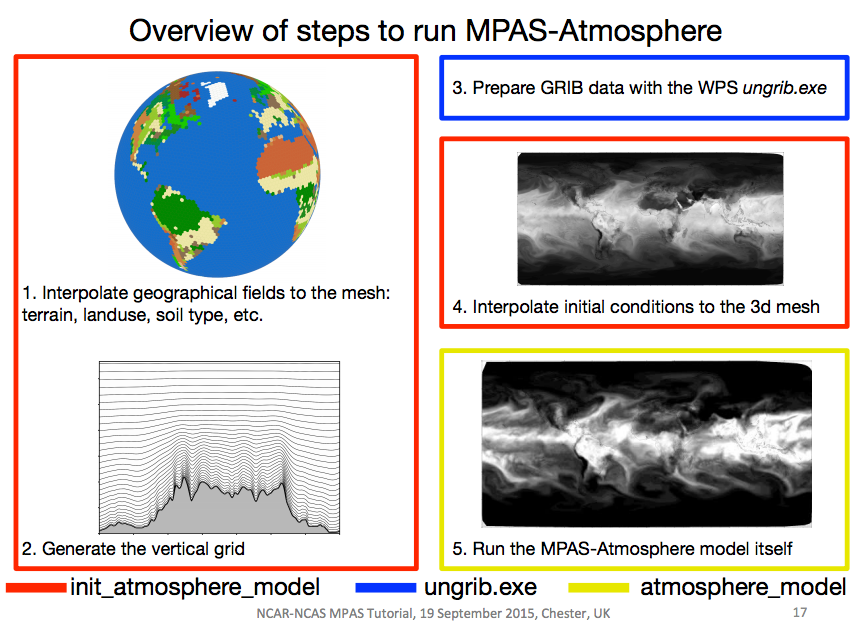 Overview of steps to run MPAS-Atmosphere
1. Interpolate geographical fields to the mesh:
terrain, landuse, soil type, etc.
2. Generate the vertical grid
3. Prepare GRIB data with the WPS ungrib.exe
4. Interpolate initial conditions to the 3d mesh
5. Run the MPAS-Atmosphere model itself
init_atmosphere_model
ungrib.exe
atmosphere_model
NCAR-NCAS MPAS Tutorial, 19 September 2015, Chester, UK
17